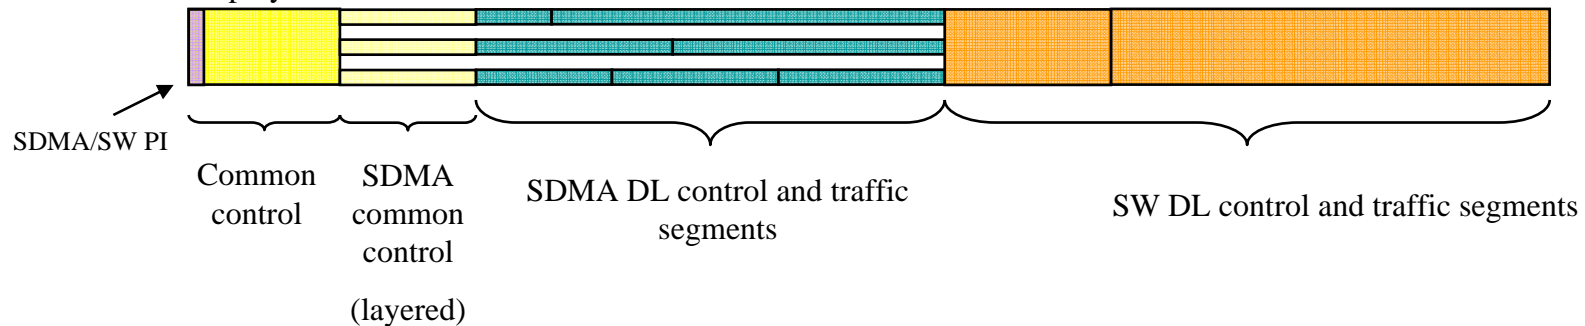 SDMA/SW PI
Common
control
SDMA
common
control
(layered)
SDMA DL control and traffic
segments
SW DL control and traffic segments